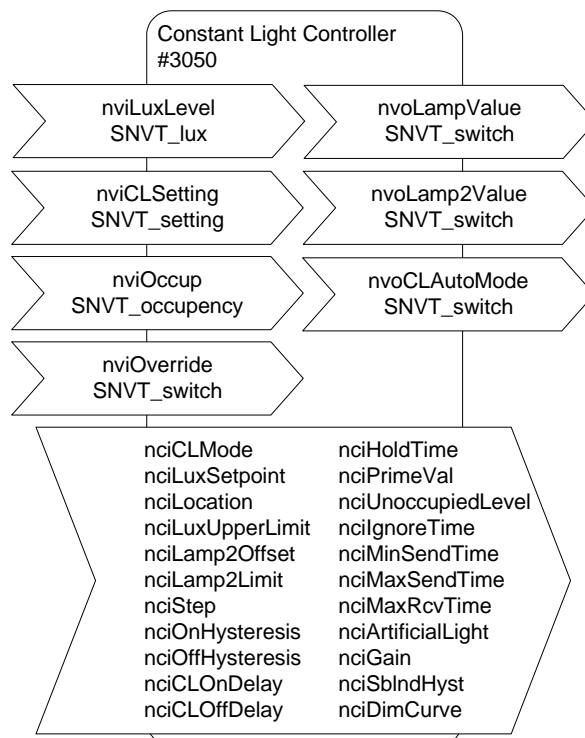 Constant Light Controller
#3050
nviLuxLevel
SNVT_lux
nvoLampValue
SNVT_switch
nviCLSetting
SNVT_setting
nvoLamp2Value
SNVT_switch
nviOccup
SNVT_occupency
nvoCLAutoMode
SNVT_switch
nviOverride
SNVT_switch
nciCLMode
nciLuxSetpoint
nciLocation
nciLuxUpperLimit
nciLamp2Offset
nciLamp2Limit
nciStep
nciOnHysteresis
nciOffHysteresis
nciCLOnDelay
nciCLOffDelay
nciHoldTime
nciPrimeVal
nciUnoccupiedLevel
nciIgnoreTime
nciMinSendTime
nciMaxSendTime
nciMaxRcvTime
nciArtificialLight
nciGain
nciSblndHyst
nciDimCurve